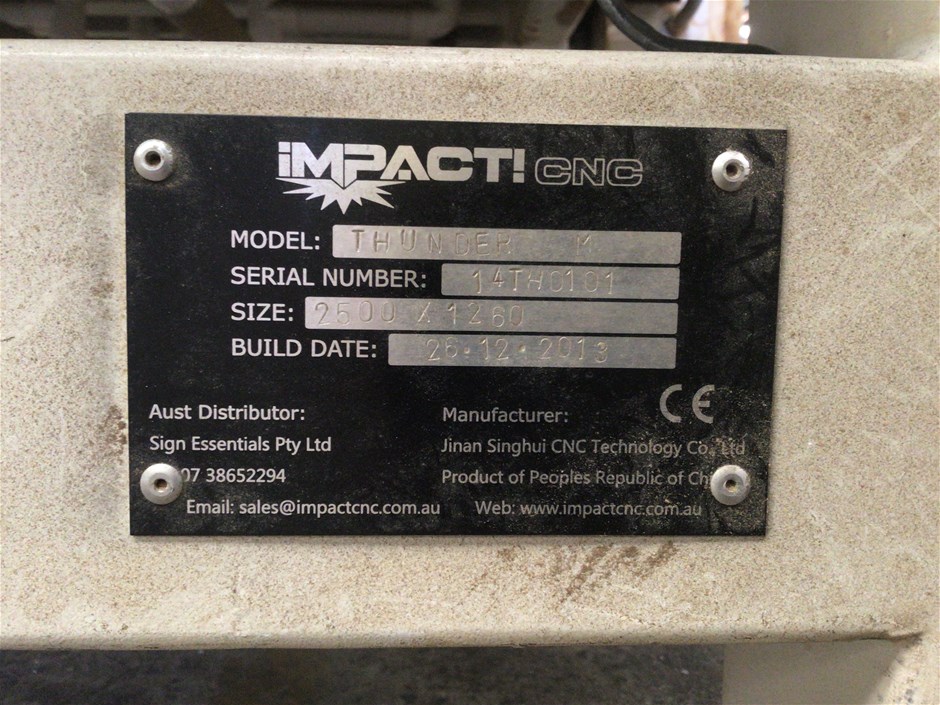 iMPACT! CNC
MODEL: THUNDER M
SERIAL NUMBER: 14TH0101
SIZE: 2500 X 1260
BUILD DATE: 26.12.2013
CE
Aust Distributor:
Sign Essentials Pty Ltd
07 38652294
Email: sales@impactcnc.com.au
Manufacturer:
Jinan Singhui CNC Technology Co., Ltd
Product of Peoples Republic of Ch
Web: www.impactcnc.com.au